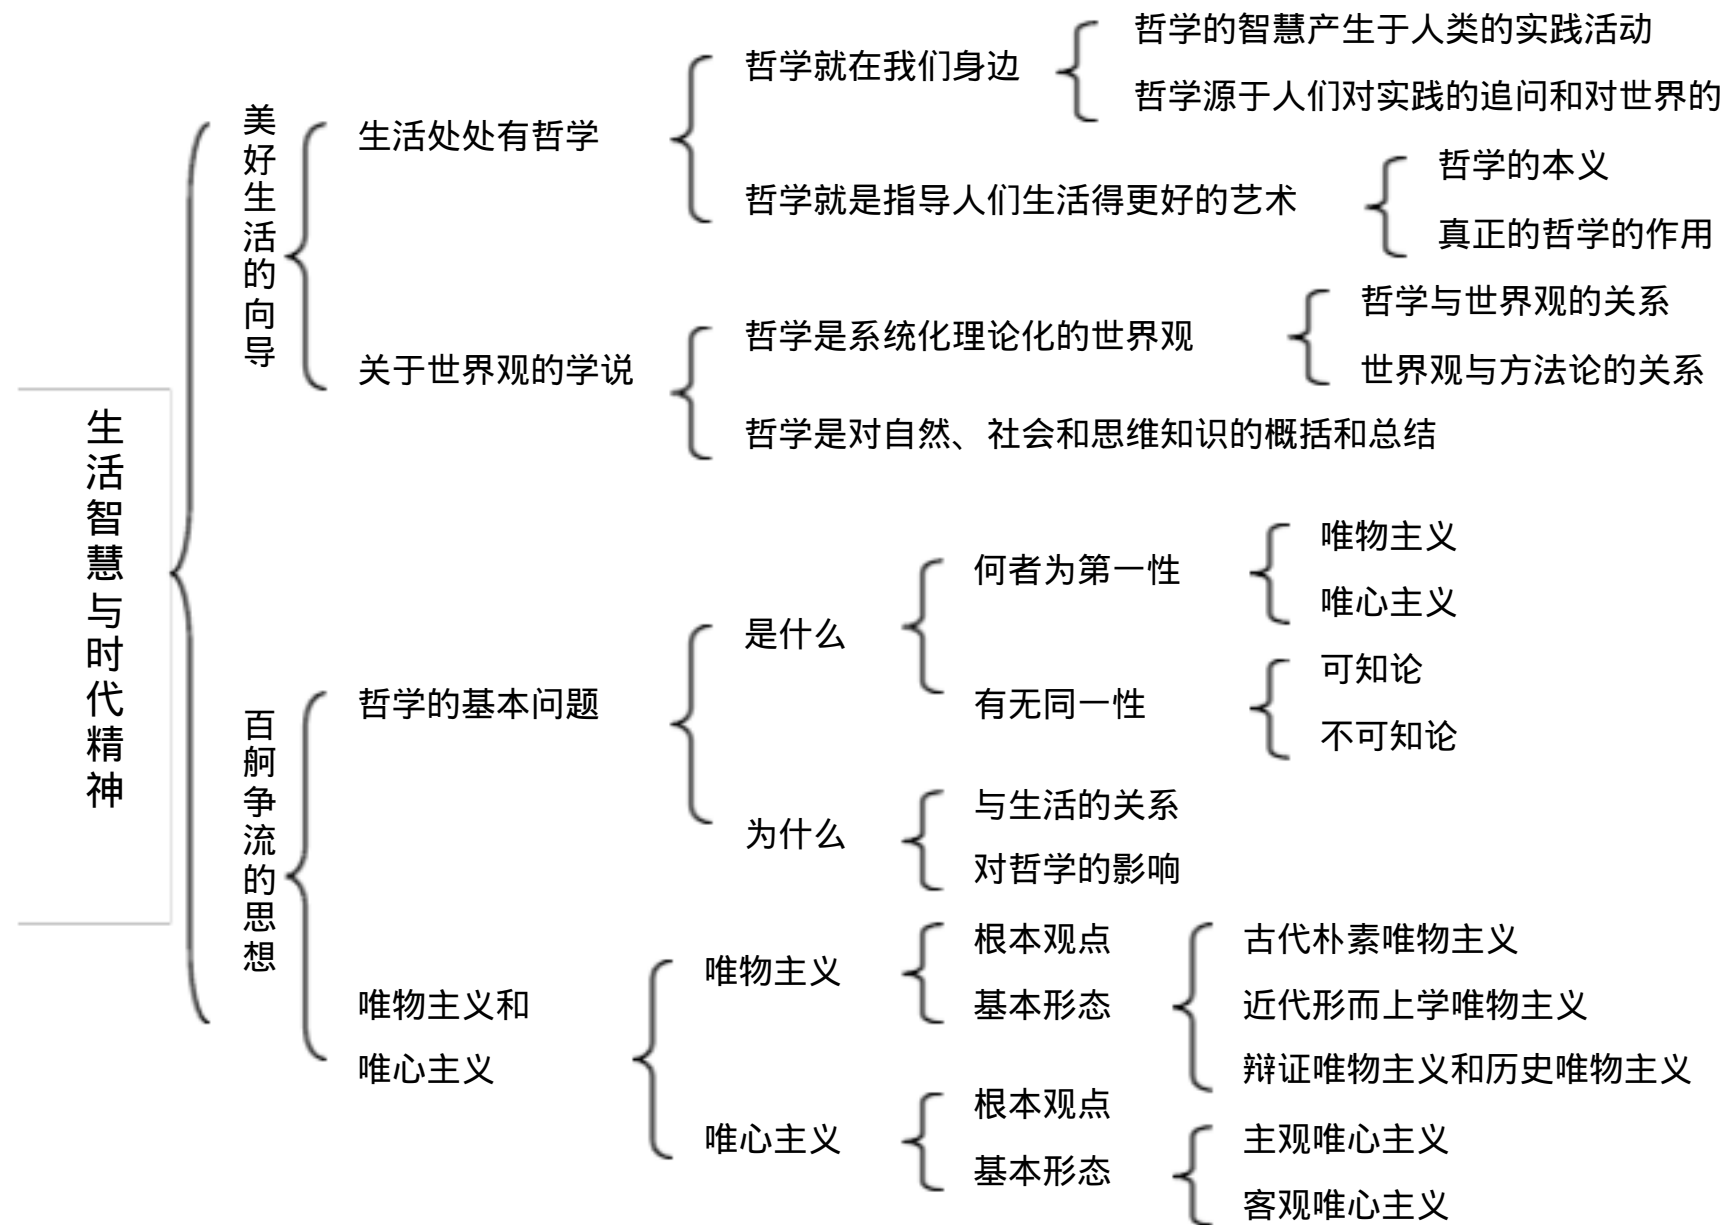 生活智慧与时代精神
美好生活的向导
生活处处有哲学
哲学就在我们身边
哲学的智慧产生于人类的实践活动
哲学源于人们对实践的追问和对世界的
哲学就是指导人们生活得更好的艺术
哲学的本义
真正的哲学的作用
关于世界观的学说
哲学是系统化理论化的世界观
哲学与世界观的关系
世界观与方法论的关系
哲学是对自然、社会和思维知识的概括和总结
百舸争流的思想
哲学的基本问题
是什么
何者为第一性
唯物主义
唯心主义
有无同一性
可知论
不可知论
为什么
与生活的关系
对哲学的影响
唯物主义和
唯心主义
唯物主义
根本观点
基本形态
古代朴素唯物主义
近代形而上学唯物主义
辩证唯物主义和历史唯物主义
唯心主义
根本观点
基本形态
主观唯心主义
客观唯心主义